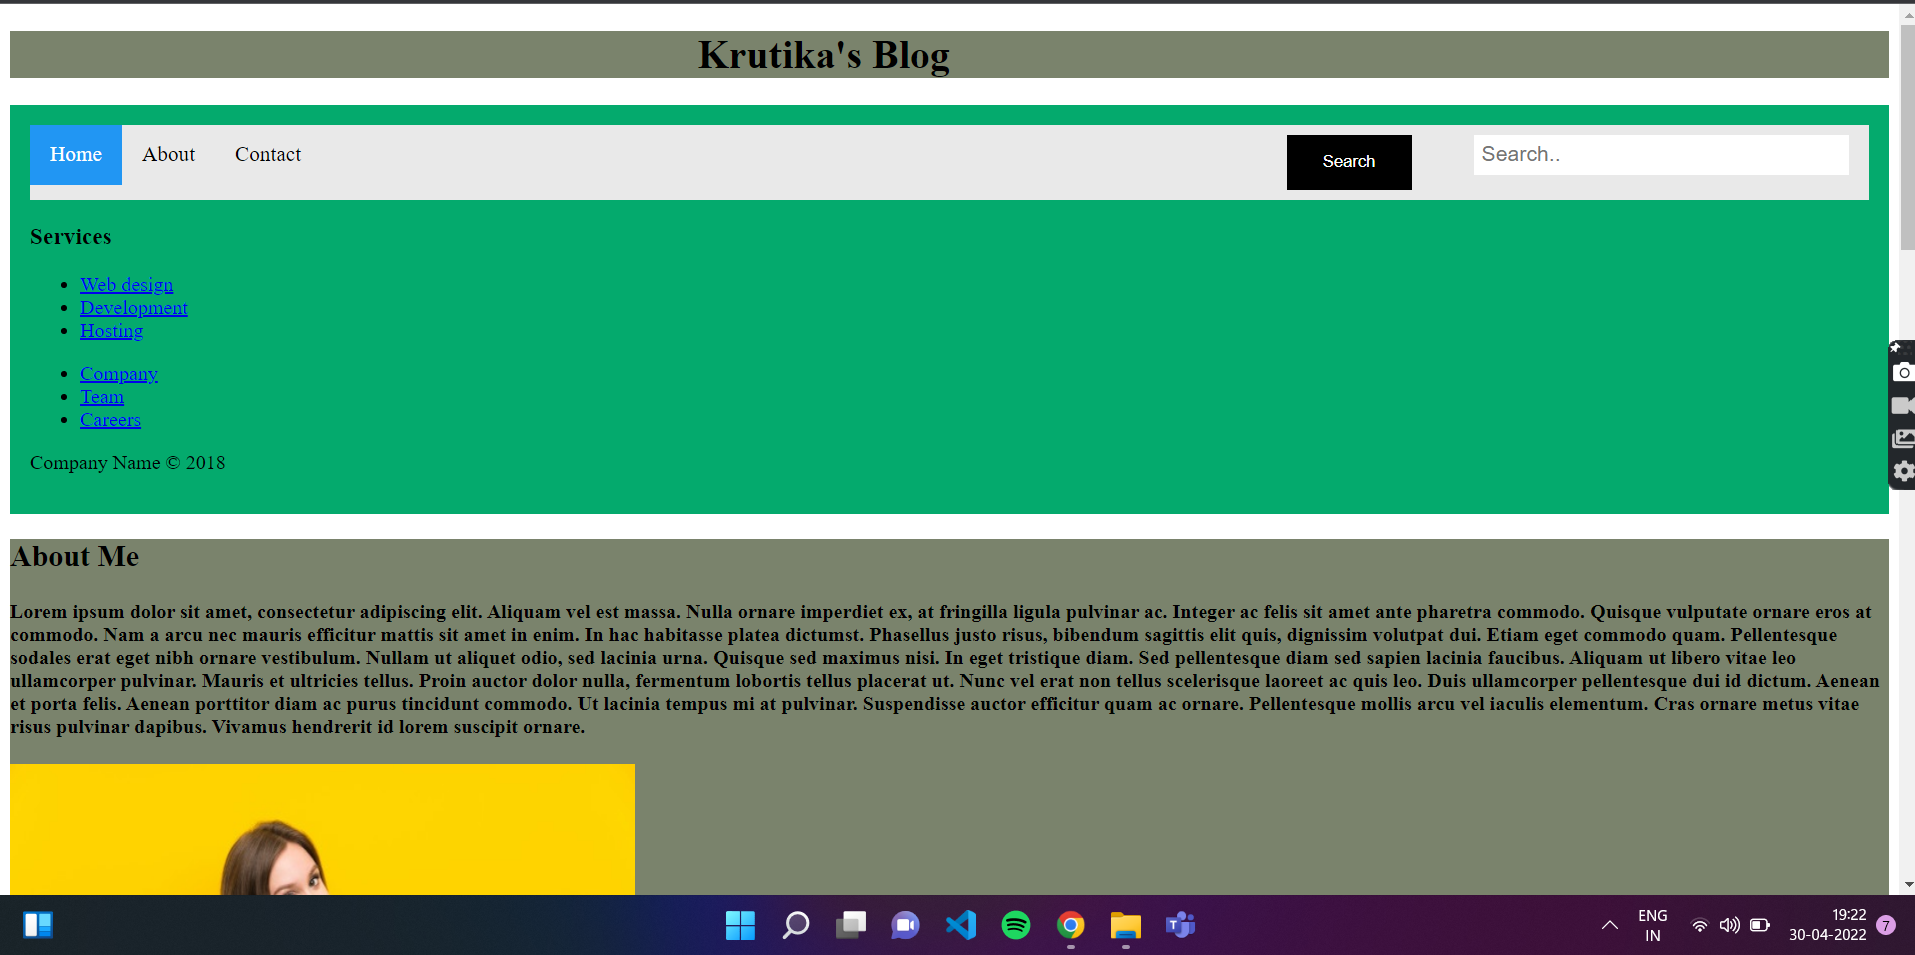 Krutika's Blog
Home About Contact Search Search..
Services
Web design
Development
Hosting
Company
Team
Careers
Company Name © 2018
About Me
Lorem ipsum dolor sit amet, consectetur adipiscing elit. Aliquam vel est massa. Nulla ornare imperdiet ex, at fringilla ligula pulvinar ac. Integer ac felis sit amet ante pharetra commodo. Quisque vulputate ornare eros at
commodo. Nam a arcu nec mauris efficitur mattis sit amet in enim. In hac habitasse platea dictumst. Phasellus justo risus, bibendum sagittis elit quis, dignissim volutpat dui. Etiam eget commodo quam. Pellentesque
sodales erat eget nibh ornare vestibulum. Nullam ut aliquet odio, sed lacinia urna. Quisque sed maximus nisi. In eget tristique diam. Sed pellentesque diam sed sapien lacinia faucibus. Aliquam ut libero vitae leo
ullamcorper pulvinar. Mauris et ultricies tellus. Proin auctor dolor nulla, fermentum lobortis tellus placerat ut. Nunc vel erat non tellus scelerisque laoreet ac quis leo. Duis ullamcorper pellentesque dui id dictum. Aenean
et porta felis. Aenean porttitor diam ac purus tincidunt commodo. Ut lacinia tempus mi at pulvinar. Suspendisse auctor efficitur quam ac ornare. Pellentesque mollis arcu vel iaculis elementum. Cras ornare metus vitae
risus pulvinar dapibus. Vivamus hendrerit id lorem suscipit ornare.
ENG 19:22
IN 30-04-2022 7